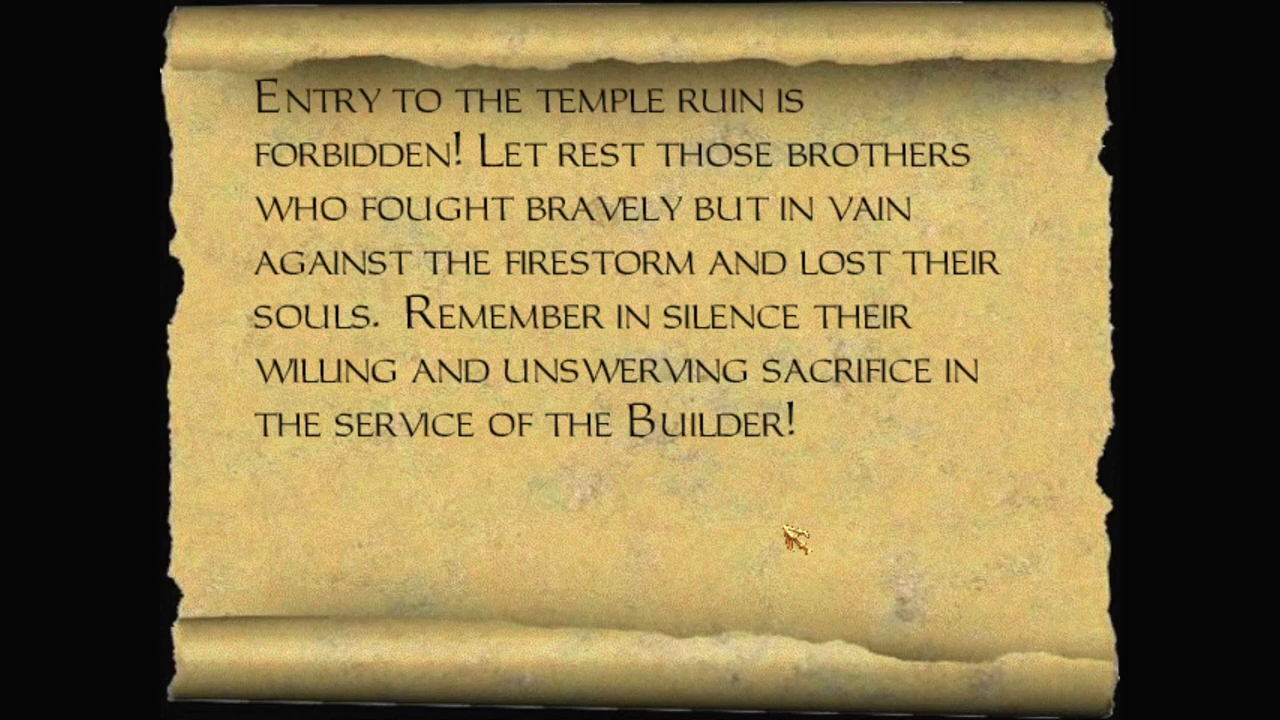 Entry to the temple ruin is
forbidden! Let rest those brothers
who fought bravely but in vain
against the firestorm and lost their
souls.  Remember in silence their
willing and unswerving sacrifice in
the service of the Builder!